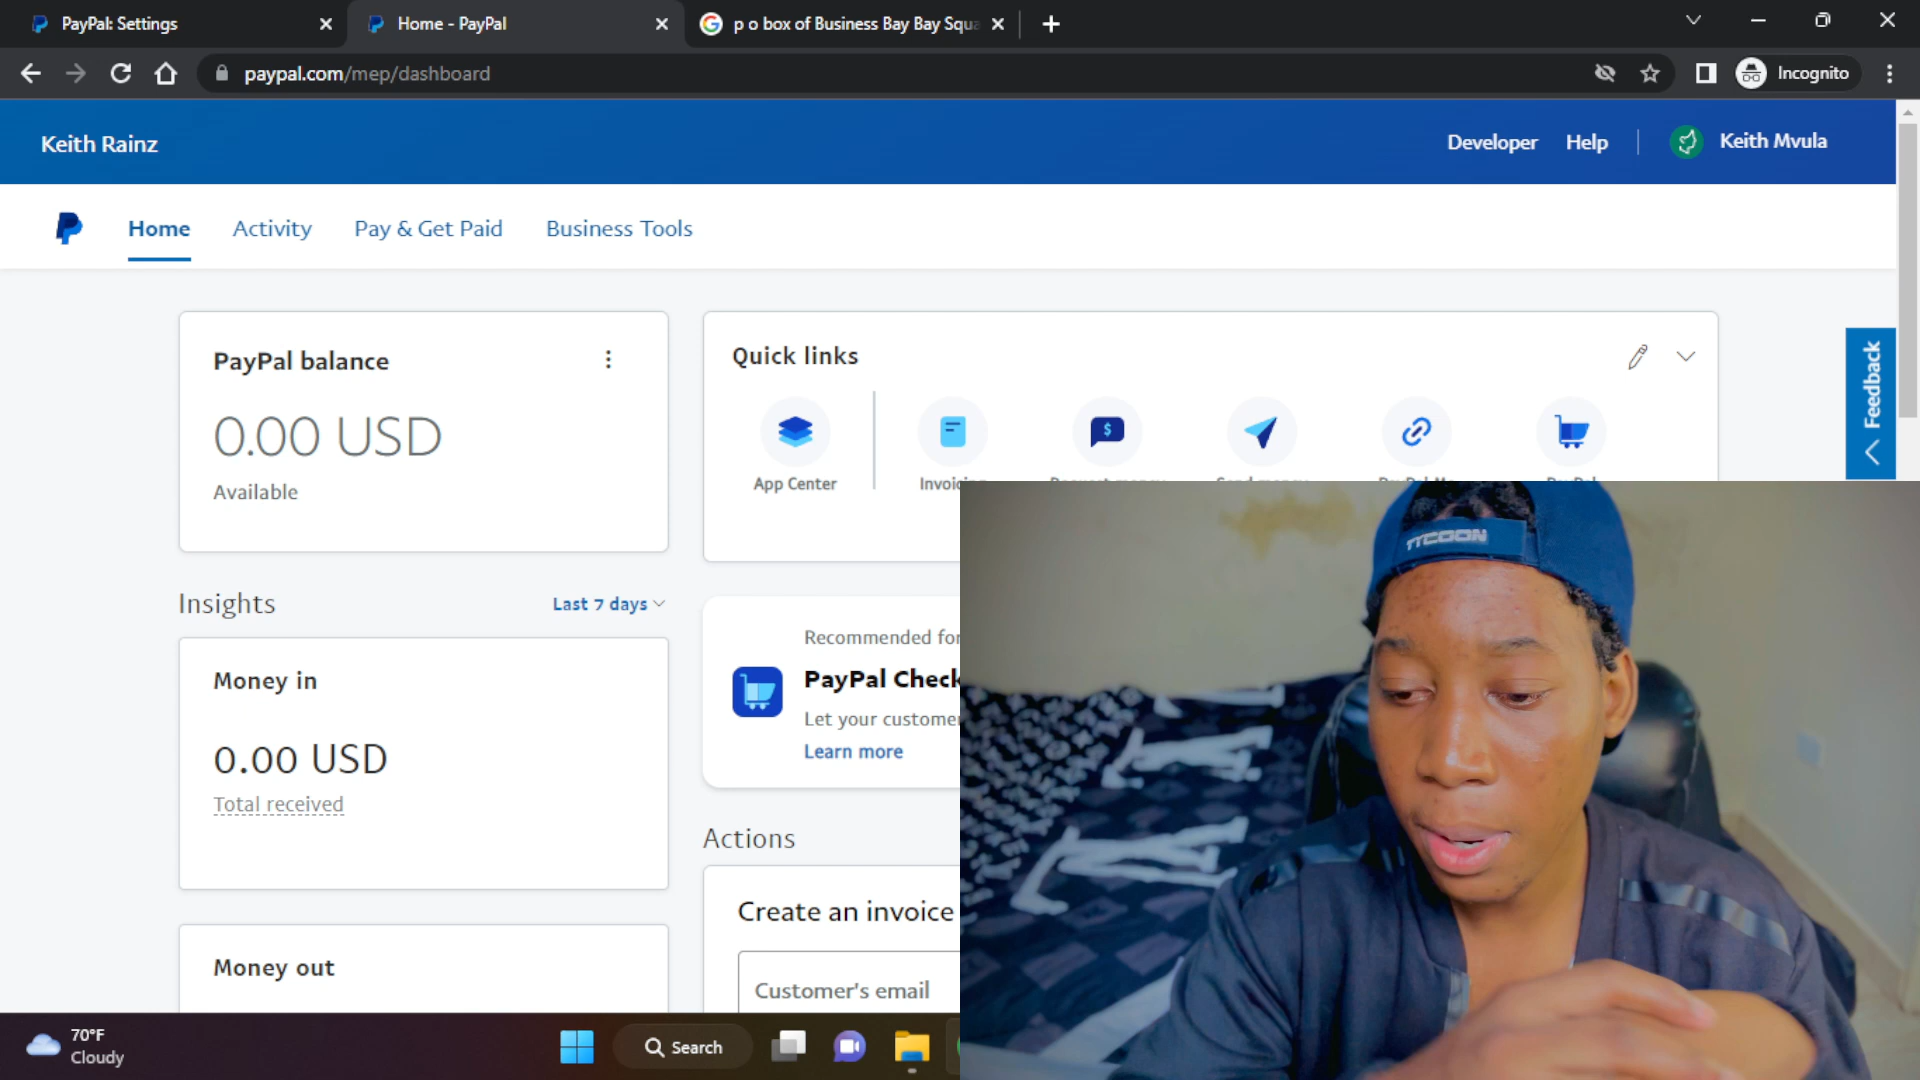 PayPal: Settings
Home - PayPal
p o box of Business Bay Bay Squa
paypal.com/mep/dashboard
Incognito
Keith Rainz
Developer
Help
Keith Mvula
Home
Activity
Pay & Get Paid
Business Tools
PayPal balance
0.00 USD
Available
Quick links
App Center
Feedback
Insights
Last 7 days
Money in
0.00 USD
Total received
Money out
Recommended for
PayPal Check
Let your customer
Learn more
Actions
Create an invoice
Customer's email
TYCOON
70°F
Cloudy
Search